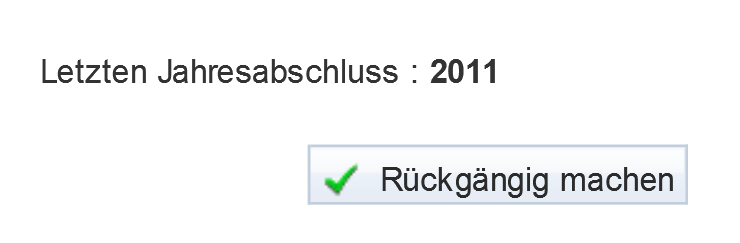 Letzten Jahresabschluss : 2011
Rückgängig machen